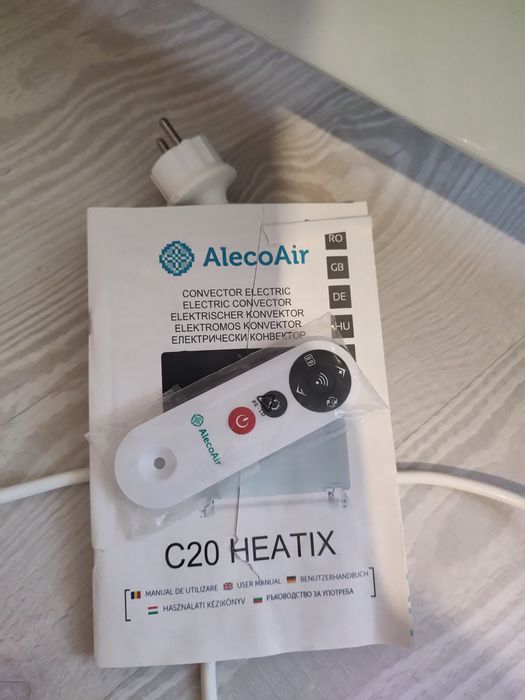 AlecoAir
RO
GB
DE
HU
CONVECTOR ELECTRIC
ELECTRIC CONVECTOR
ELEKTRISCHER KONVEKTOR
ELEKTROMOS KONVEKTOR
ЕЛЕКТРИЧЕСКИ КОНВЕКТОР
AlecoAir
C20 HEATIX
MANUAL DE UTILIZARE USER MANUAL BENUTZERHANDBUCH
HASZNÁLATI KÉZIKÖNYV РЪКОВОДСТВО ЗА УПОТРЕБА